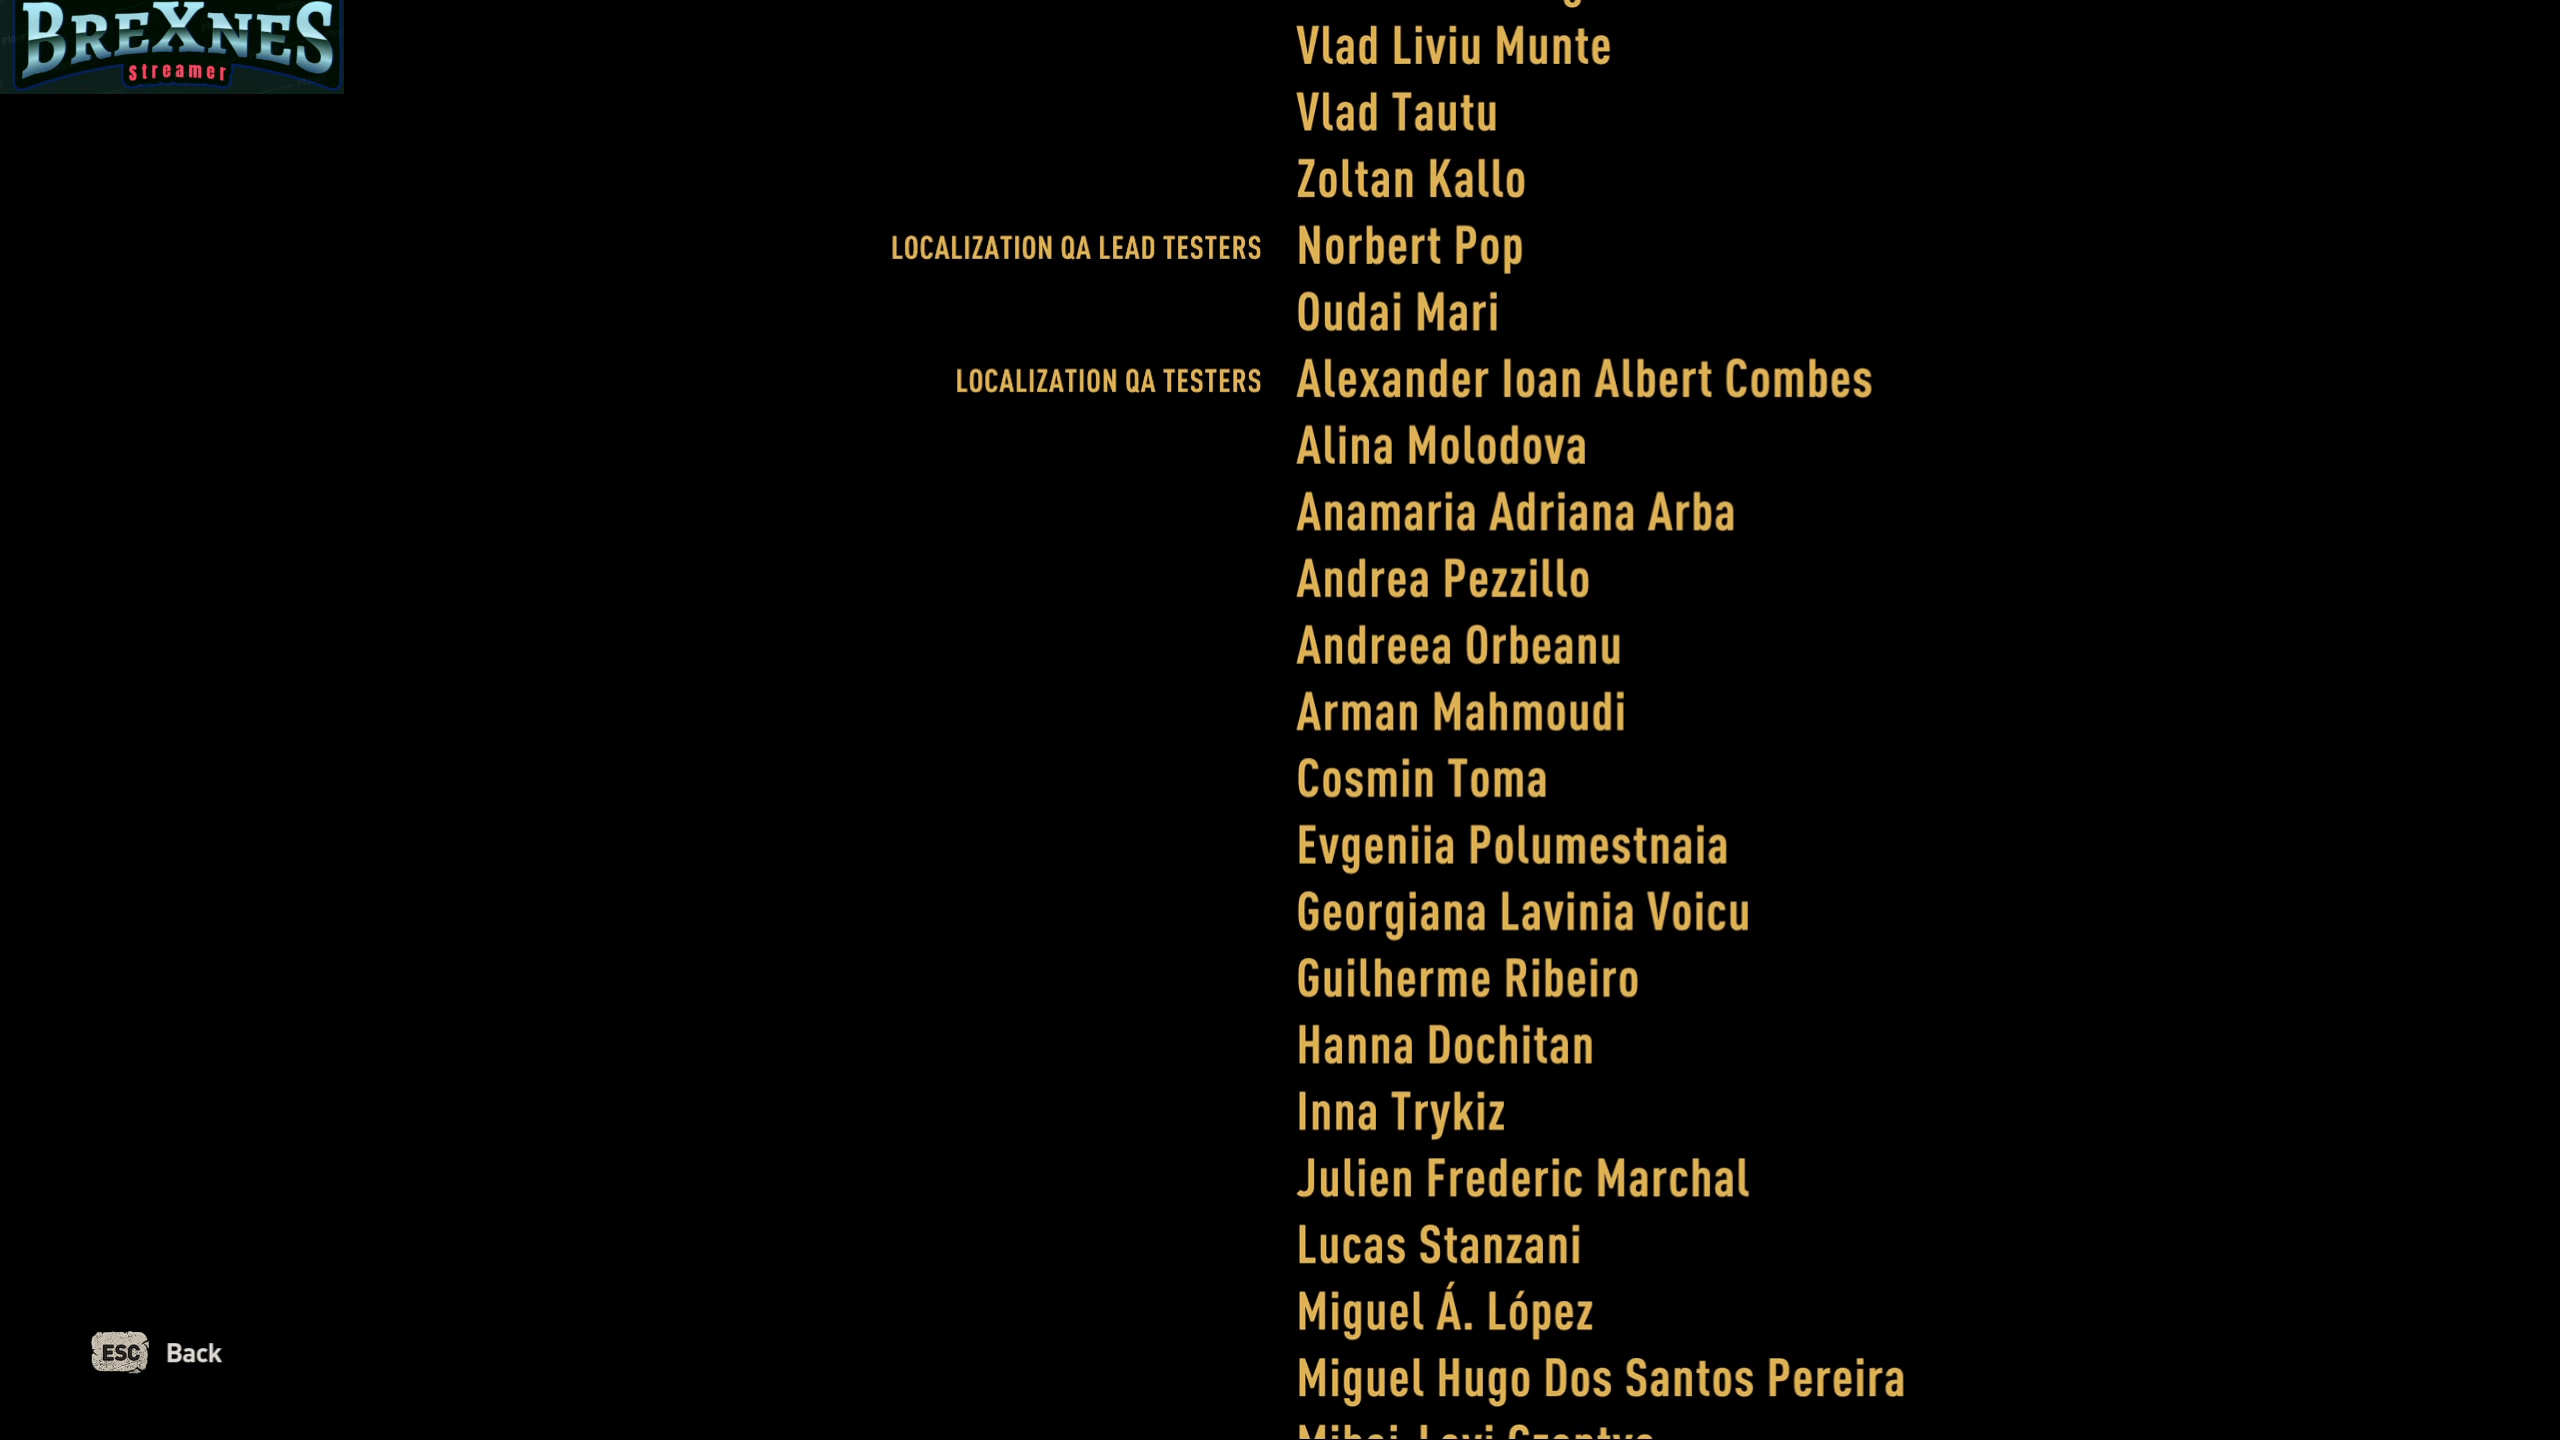 BREXNES
streamer
Vlad Liviu Munte
Vlad Tautu
Zoltan Kallo
LOCALIZATION QA LEAD TESTERS Norbert Pop
Oudai Mari
LOCALIZATION QA TESTERS Alexander Ioan Albert Combes
Alina Molodova
Anamaria Adriana Arba
Andrea Pezzillo
Andreea Orbeanu
Arman Mahmoudi
Cosmin Toma
Evgeniia Polumestnaia
Georgiana Lavinia Voicu
Guilherme Ribeiro
Hanna Dochitan
Inna Trykiz
Julien Frederic Marchal
Lucas Stanzani
Miguel Á. López
ESC Back
Miguel Hugo Dos Santos Pereira